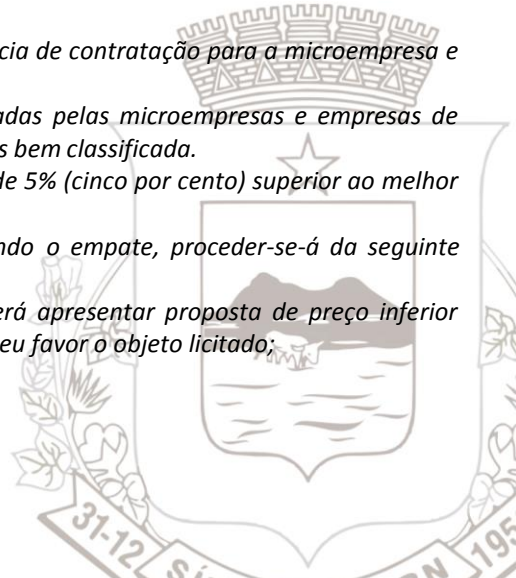 cia de contratação para a microempresa e
adas pelas microempresas e empresas de
s bem classificada.
de 5% (cinco por cento) superior ao melhor
ndo o empate, proceder-se-á da seguinte
erá apresentar proposta de preço inferior
eu favor o objeto licitado;
31-12
RN
195